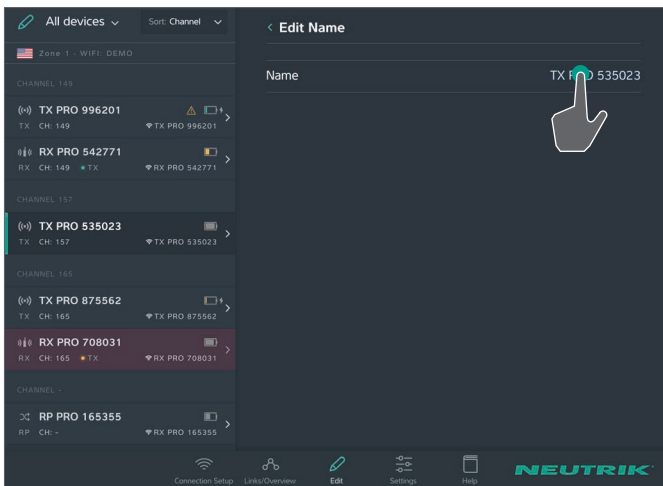 All devices
Sort: Channel
Zone 1 - WIFI: DEMO
CHANNEL 149
TX PRO 996201
TX CH: 149 TX PRO 996201
RX PRO 542771
RX CH: 149 TX RX PRO 542771
CHANNEL 157
TX PRO 535023
TX CH: 157 TX PRO 535023
CHANNEL 165
TX PRO 875562
TX CH: 165 TX PRO 875562
RX PRO 708031
RX CH: 165 TX RX PRO 708031
CHANNEL -
RP PRO 165355
RP CH: - RX PRO 165355
< Edit Name
Name TX PRO 535023
Connection Setup Links/Overview Edit Settings Help
NEUTRIK